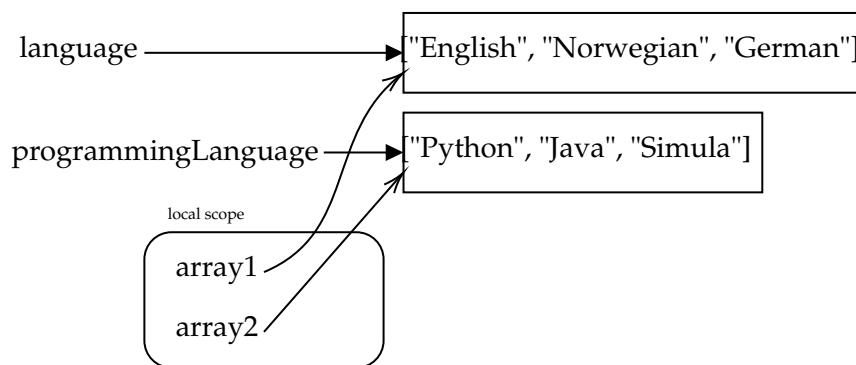 language
["English", "Norwegian", "German"]
programmingLanguage
["Python", "Java", "Simula"]
local scope
array1
array2